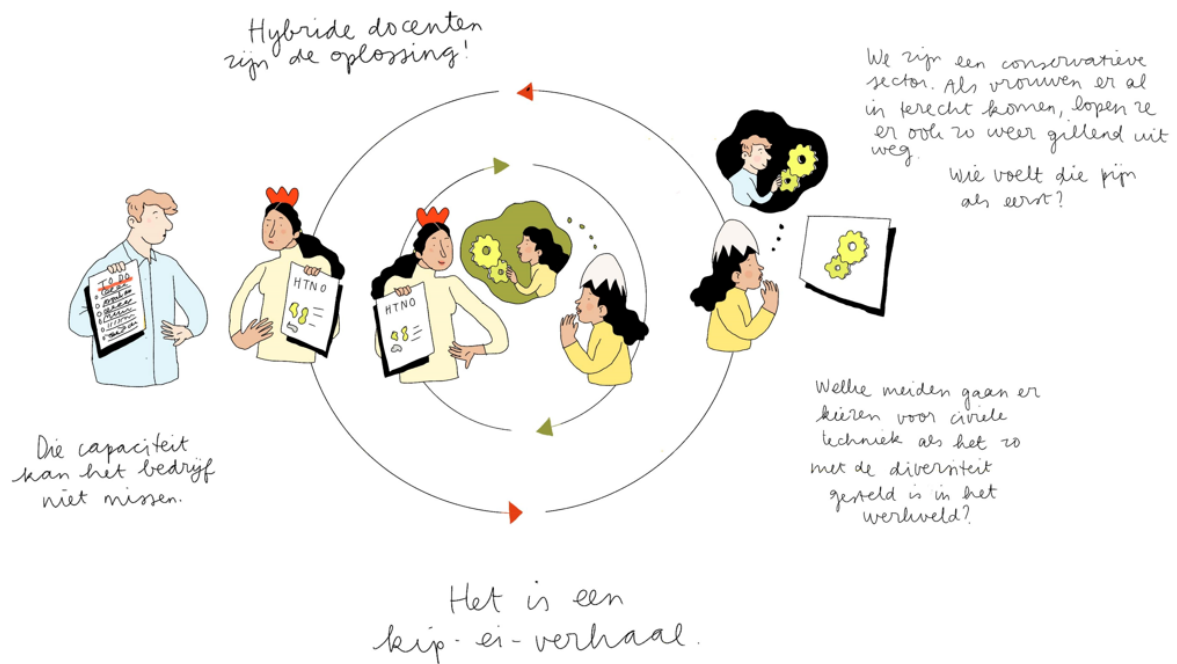 Hybride docenten
zijn de oplossing!
We zijn een conservatieve
sector. Als vrouwen er al
in terecht komen, lopen ze
er ook zo weer gillend uit
weg.
Wie voelt die pijn
als eerst?
TO DO
HTNO
HTNO
Die capaciteit
kan het bedrijf
niet missen.
Welke meiden gaan er
kiezen voor civiele
techniek als het zo
met de diversiteit
gesteld is in het
werkveld?
Het is een
kip-ei-verhaal.